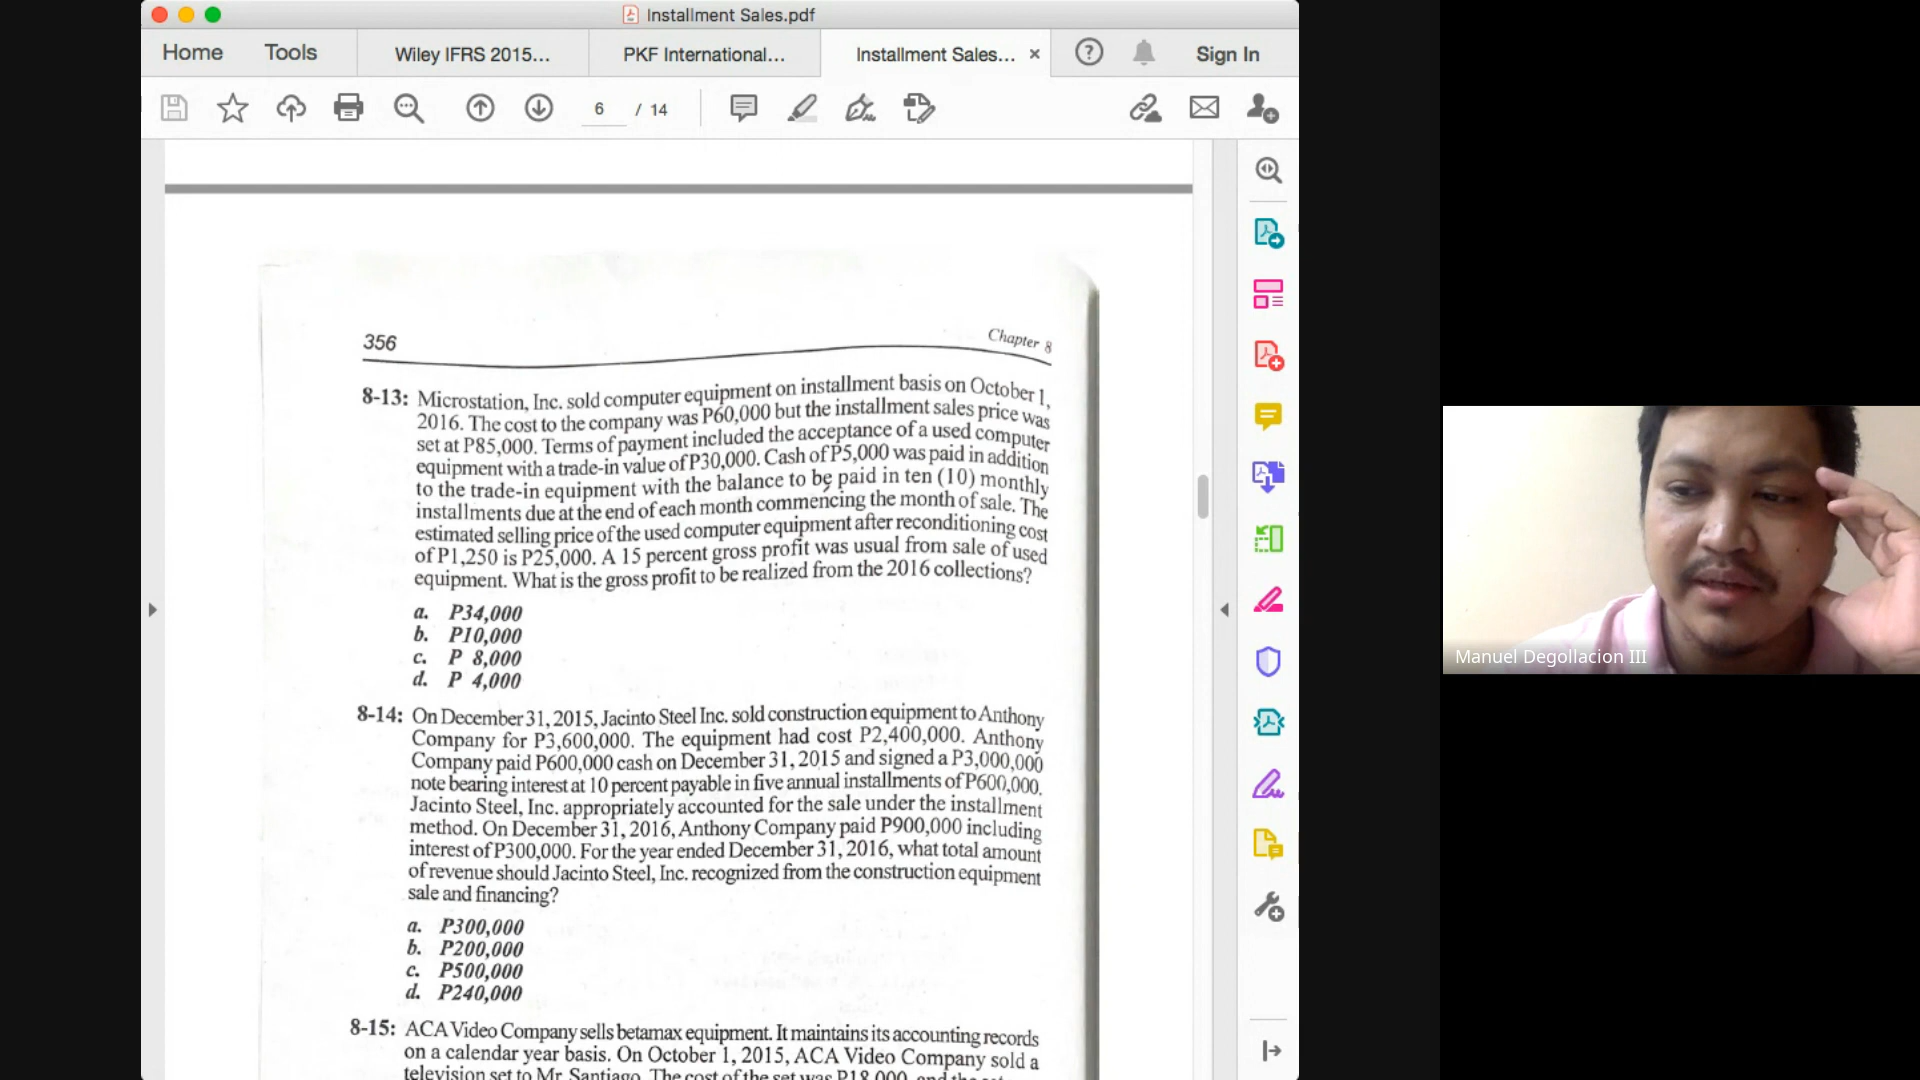 Installment Sales.pdf
Home Tools Wiley IFRS 2015... PKF International... Installment Sales... × Sign In
6 / 14
356 Chapter 8
8-13: Microstation, Inc. sold computer equipment on installment basis on October 1,
2016. The cost to the company was P60,000 but the installment sales price was
set at P85,000. Terms of payment included the acceptance of a used computer
equipment with a trade-in value of P30,000. Cash of P5,000 was paid in addition
to the trade-in equipment with the balance to be paid in ten (10) monthly
installments due at the end of each month commencing the month of sale. The
estimated selling price of the used computer equipment after reconditioning cost
of P1,250 is P25,000. A 15 percent gross profit was usual from sale of used
equipment. What is the gross profit to be realized from the 2016 collections?
a. P34,000
b. P10,000
c. P 8,000
d. P 4,000
8-14: On December 31, 2015, Jacinto Steel Inc. sold construction equipment to Anthony
Company for P3,600,000. The equipment had cost P2,400,000. Anthony
Company paid P600,000 cash on December 31, 2015 and signed a P3,000,000
note bearing interest at 10 percent payable in five annual installments of P600,000.
Jacinto Steel, Inc. appropriately accounted for the sale under the installment
method. On December 31, 2016, Anthony Company paid P900,000 including
interest of P300,000. For the year ended December 31, 2016, what total amount
of revenue should Jacinto Steel, Inc. recognized from the construction equipment
sale and financing?
a. P300,000
b. P200,000
c. P500,000
d. P240,000
8-15: ACA Video Company sells betamax equipment. It maintains its accounting records
on a calendar year basis. On October 1, 2015, ACA Video Company sold a
television set to Mr. Santiago. The cost of the set was P18,000, and the
Manuel Degollacion III